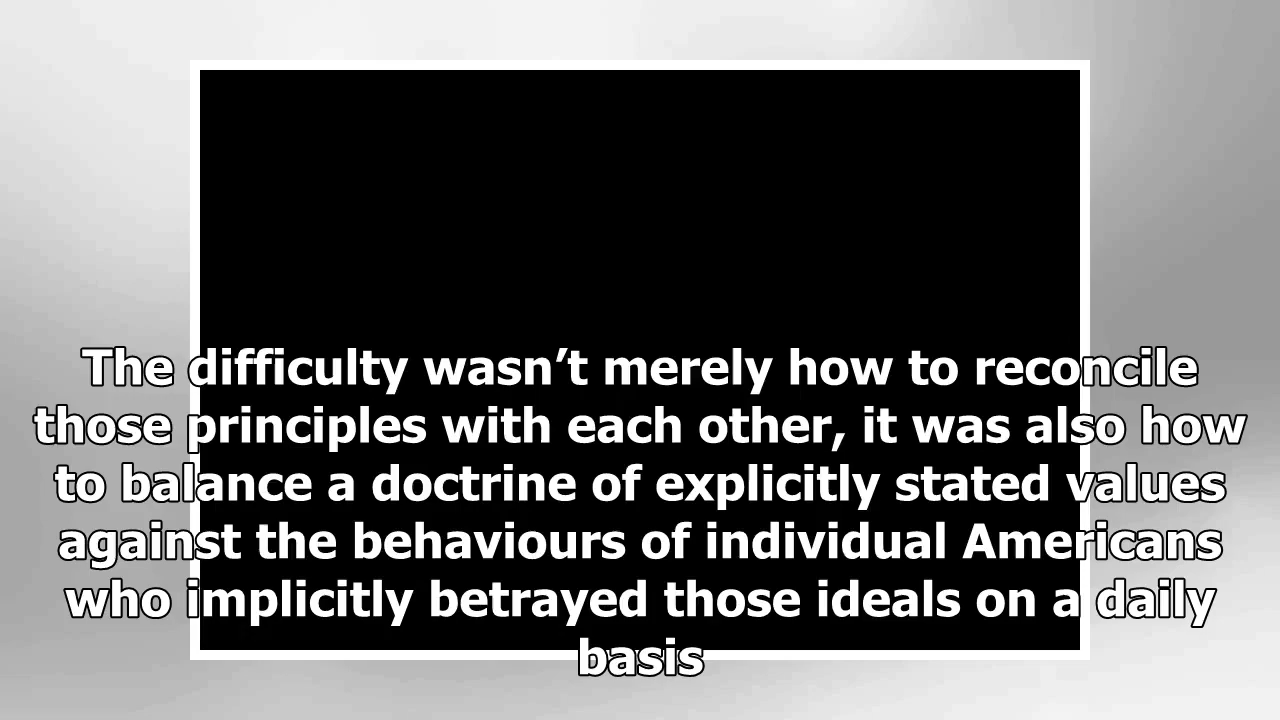 The difficulty wasn’t merely how to reconcile
those principles with each other, it was also how
to balance a doctrine of explicitly stated values
against the behaviours of individual Americans
who implicitly betrayed those ideals on a daily
basis